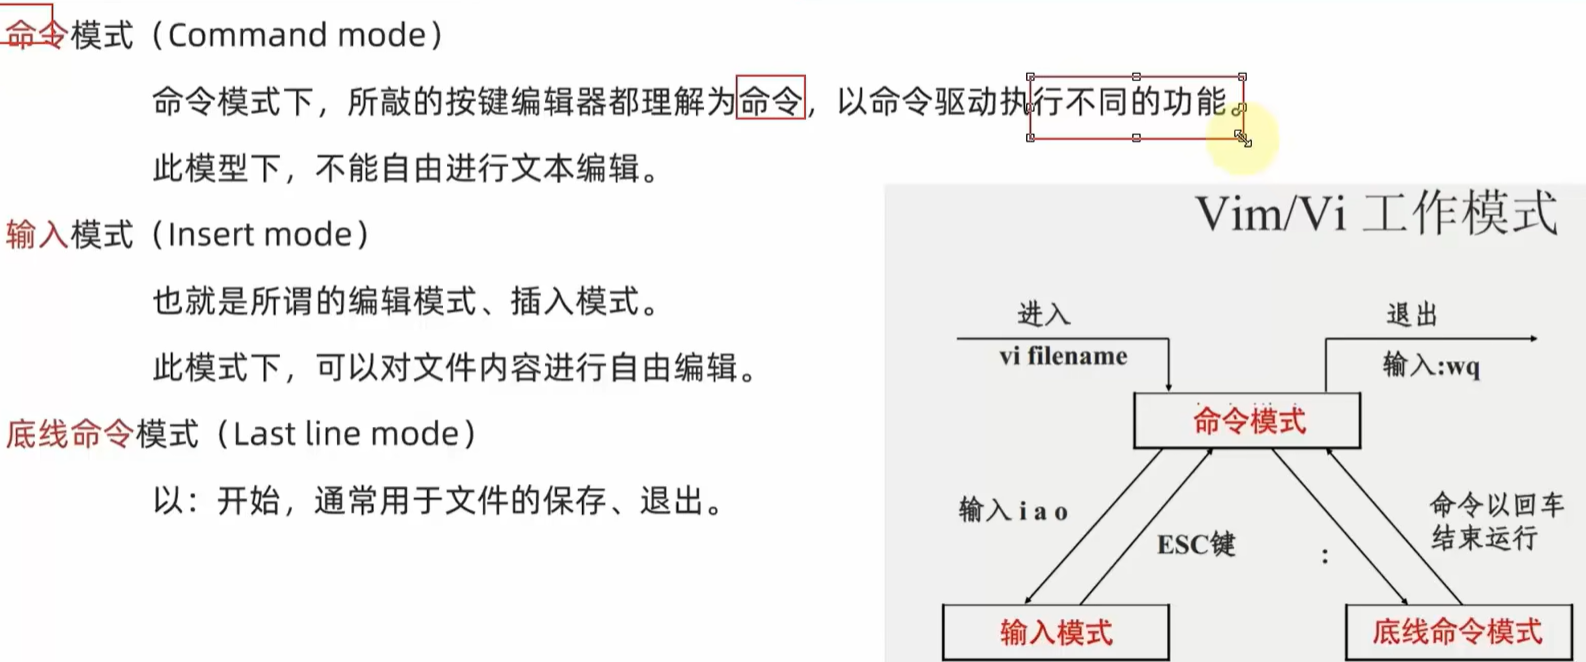 命令模式（Command mode）
命令模式下，所敲的按键编辑器都理解为命令，以命令驱动执行不同的功能。
此模型下，不能自由进行文本编辑。
输入模式（Insert mode）
也就是所谓的编辑模式、插入模式。
此模式下，可以对文件内容进行自由编辑。
底线命令模式（Last line mode）
以：开始，通常用于文件的保存、退出。
Vim/Vi 工作模式
进入
vi filename
退出
输入:wq
命令模式
输入 i a o
ESC键
:
命令以回车
结束运行
输入模式
底线命令模式